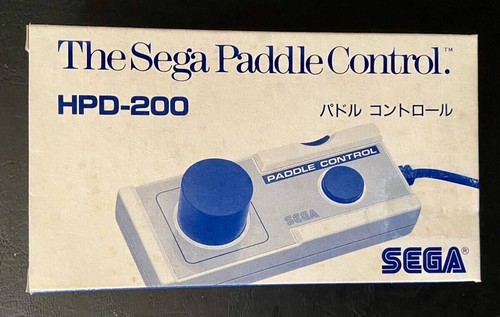 The Sega Paddle Control.™
HPD-200
パドル コントロール
PADDLE CONTROL
SEGA
SEGA®